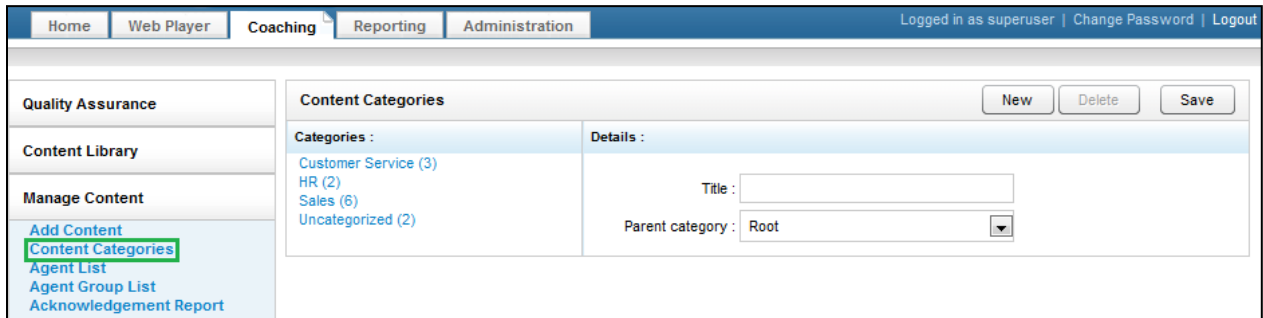 Home Web Player Coaching Reporting Administration Logged in as superuser | Change Password | Logout
Quality Assurance
Content Library
Manage Content
Add Content
Content Categories
Agent List
Agent Group List
Acknowledgement Report
Content Categories New Delete Save
Categories : Details :
Customer Service (3)
HR (2)
Sales (6)
Uncategorized (2)
Title :
Parent category : Root